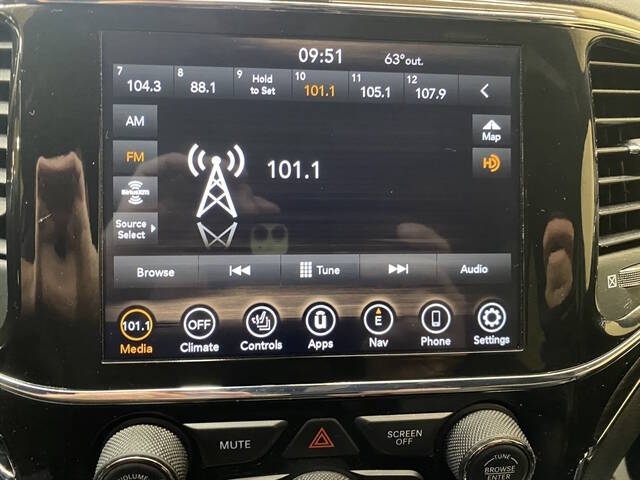 09:51 63° out.
7 8 9 10 11 12
104.3 88.1 Hold to Set 101.1 105.1 107.9
AM
Map
FM
HD
101.1
SiriusXM
Source
Select
Browse Tune Audio
101.1 OFF E
Media Climate Controls Apps Nav Phone Settings
MUTE SCREEN
OFF
VOLUME TUNE
BROWSE
ENTER